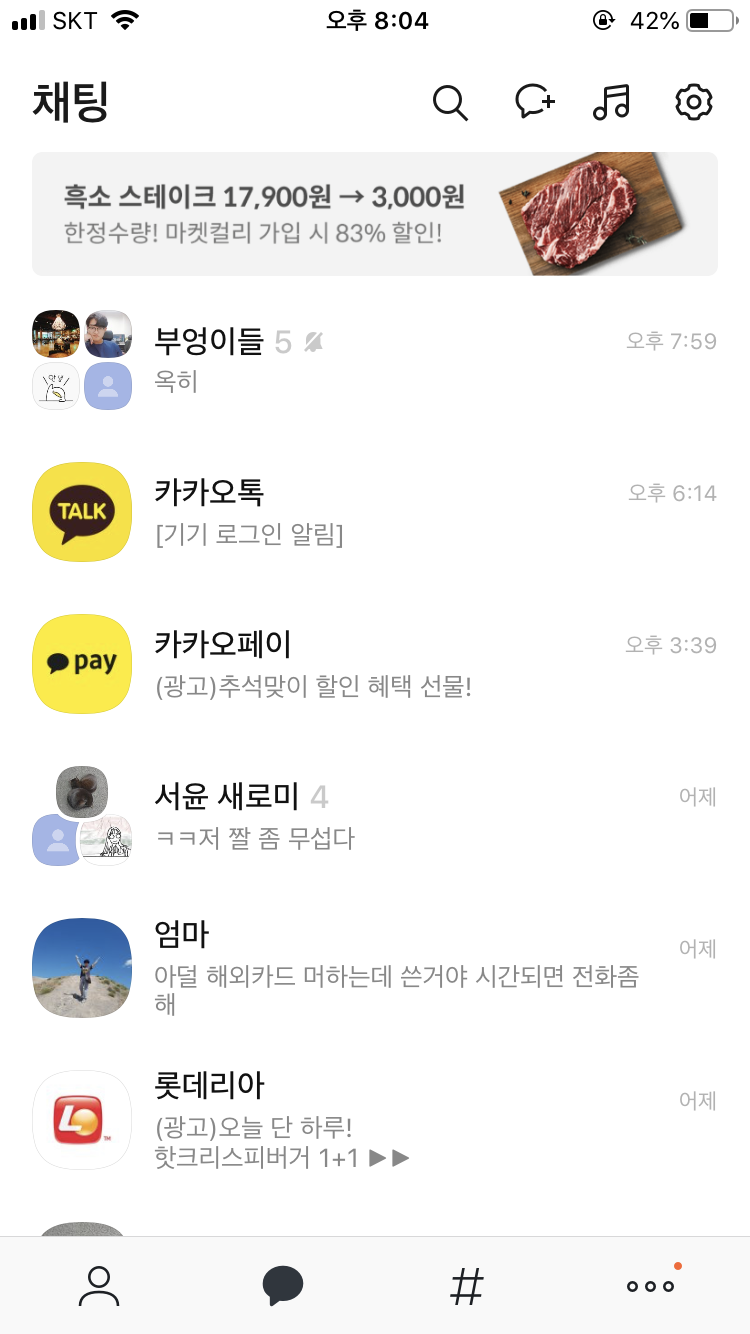 SKT 오후 8:04 42%
채팅
흑소 스테이크 17,900원 → 3,000원
한정수량! 마켓컬리 가입 시 83% 할인!
부엉이들 5 오후 7:59
옥히
안녕
카카오톡 오후 6:14
TALK
[기기 로그인 알림]
카카오페이 오후 3:39
pay
(광고)추석맞이 할인 혜택 선물!
서윤 새로미 4 어제
ㅋㅋ저 짤 좀 무섭다
엄마 어제
아덜 해외카드 머하는데 쓴거야 시간되면 전화좀
해
롯데리아 어제
(광고)오늘 단 하루!
핫크리스피버거 1+1 ▶▶